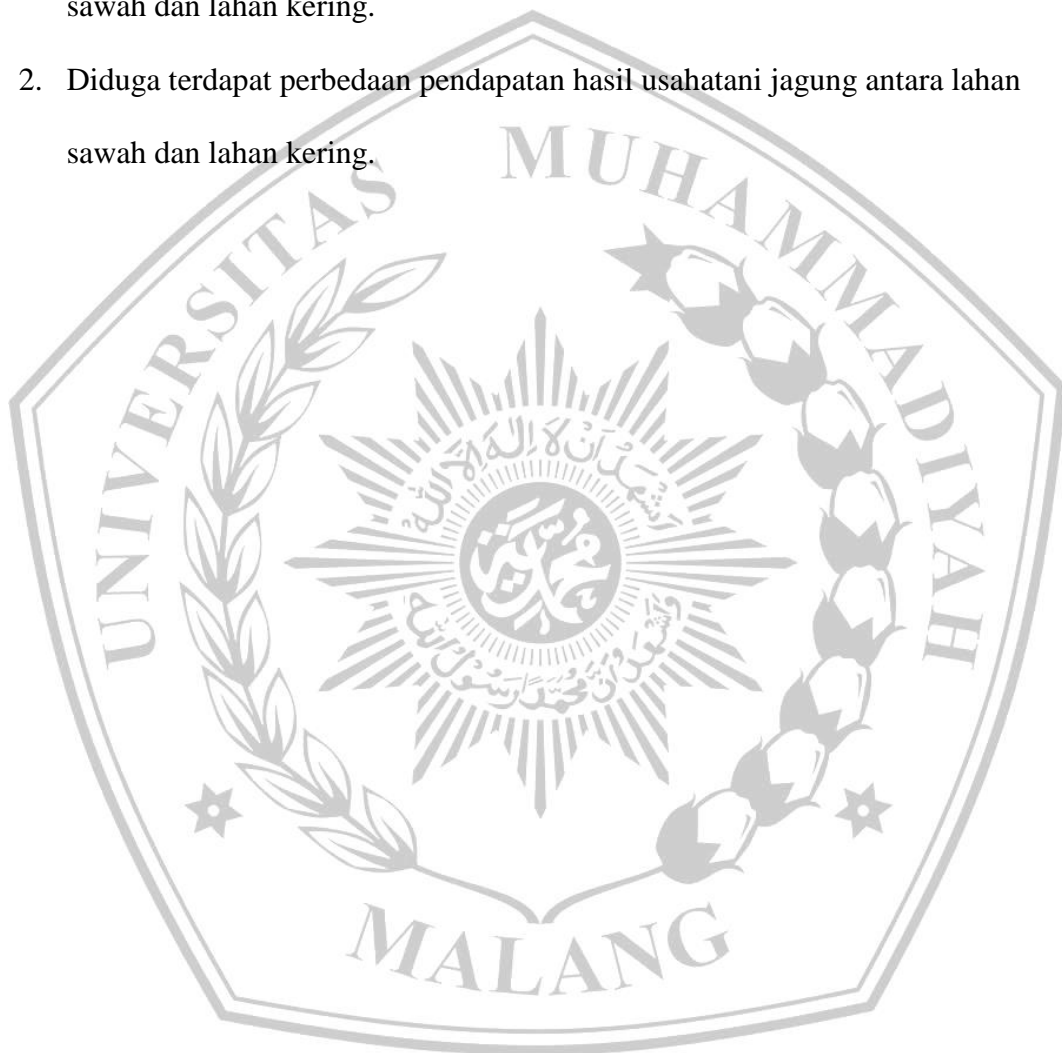 sawah dan lahan kering.
2. Diduga terdapat perbedaan pendapatan hasil usahatani jagung antara lahan
sawah dan lahan kering.
UNIVERSITAS MUHAMMADIYAH
MALANG